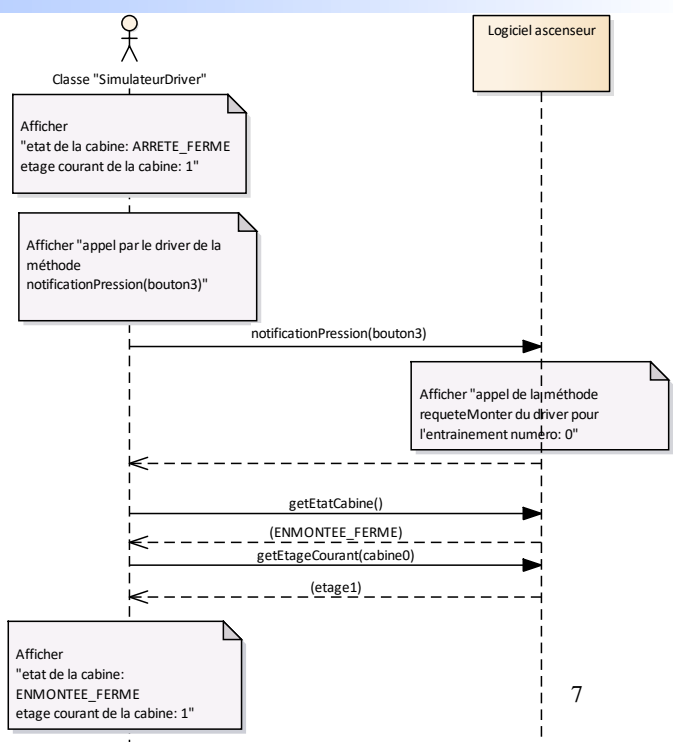 Logiciel ascenseur
Classe "SimulateurDriver"
Afficher
"etat de la cabine: ARRETE_FERME
etage courant de la cabine: 1"
Afficher "appel par le driver de la
méthode
notificationPression(bouton3)"
notificationPression(bouton3)
Afficher "appel de la méthode
requeteMonter du driver pour
l'entrainement numero: 0"
getEtatCabine()
(ENMONTEE_FERME)
getEtageCourant(cabine0)
(etage1)
Afficher
"etat de la cabine:
ENMONTEE_FERME
etage courant de la cabine: 1"
7